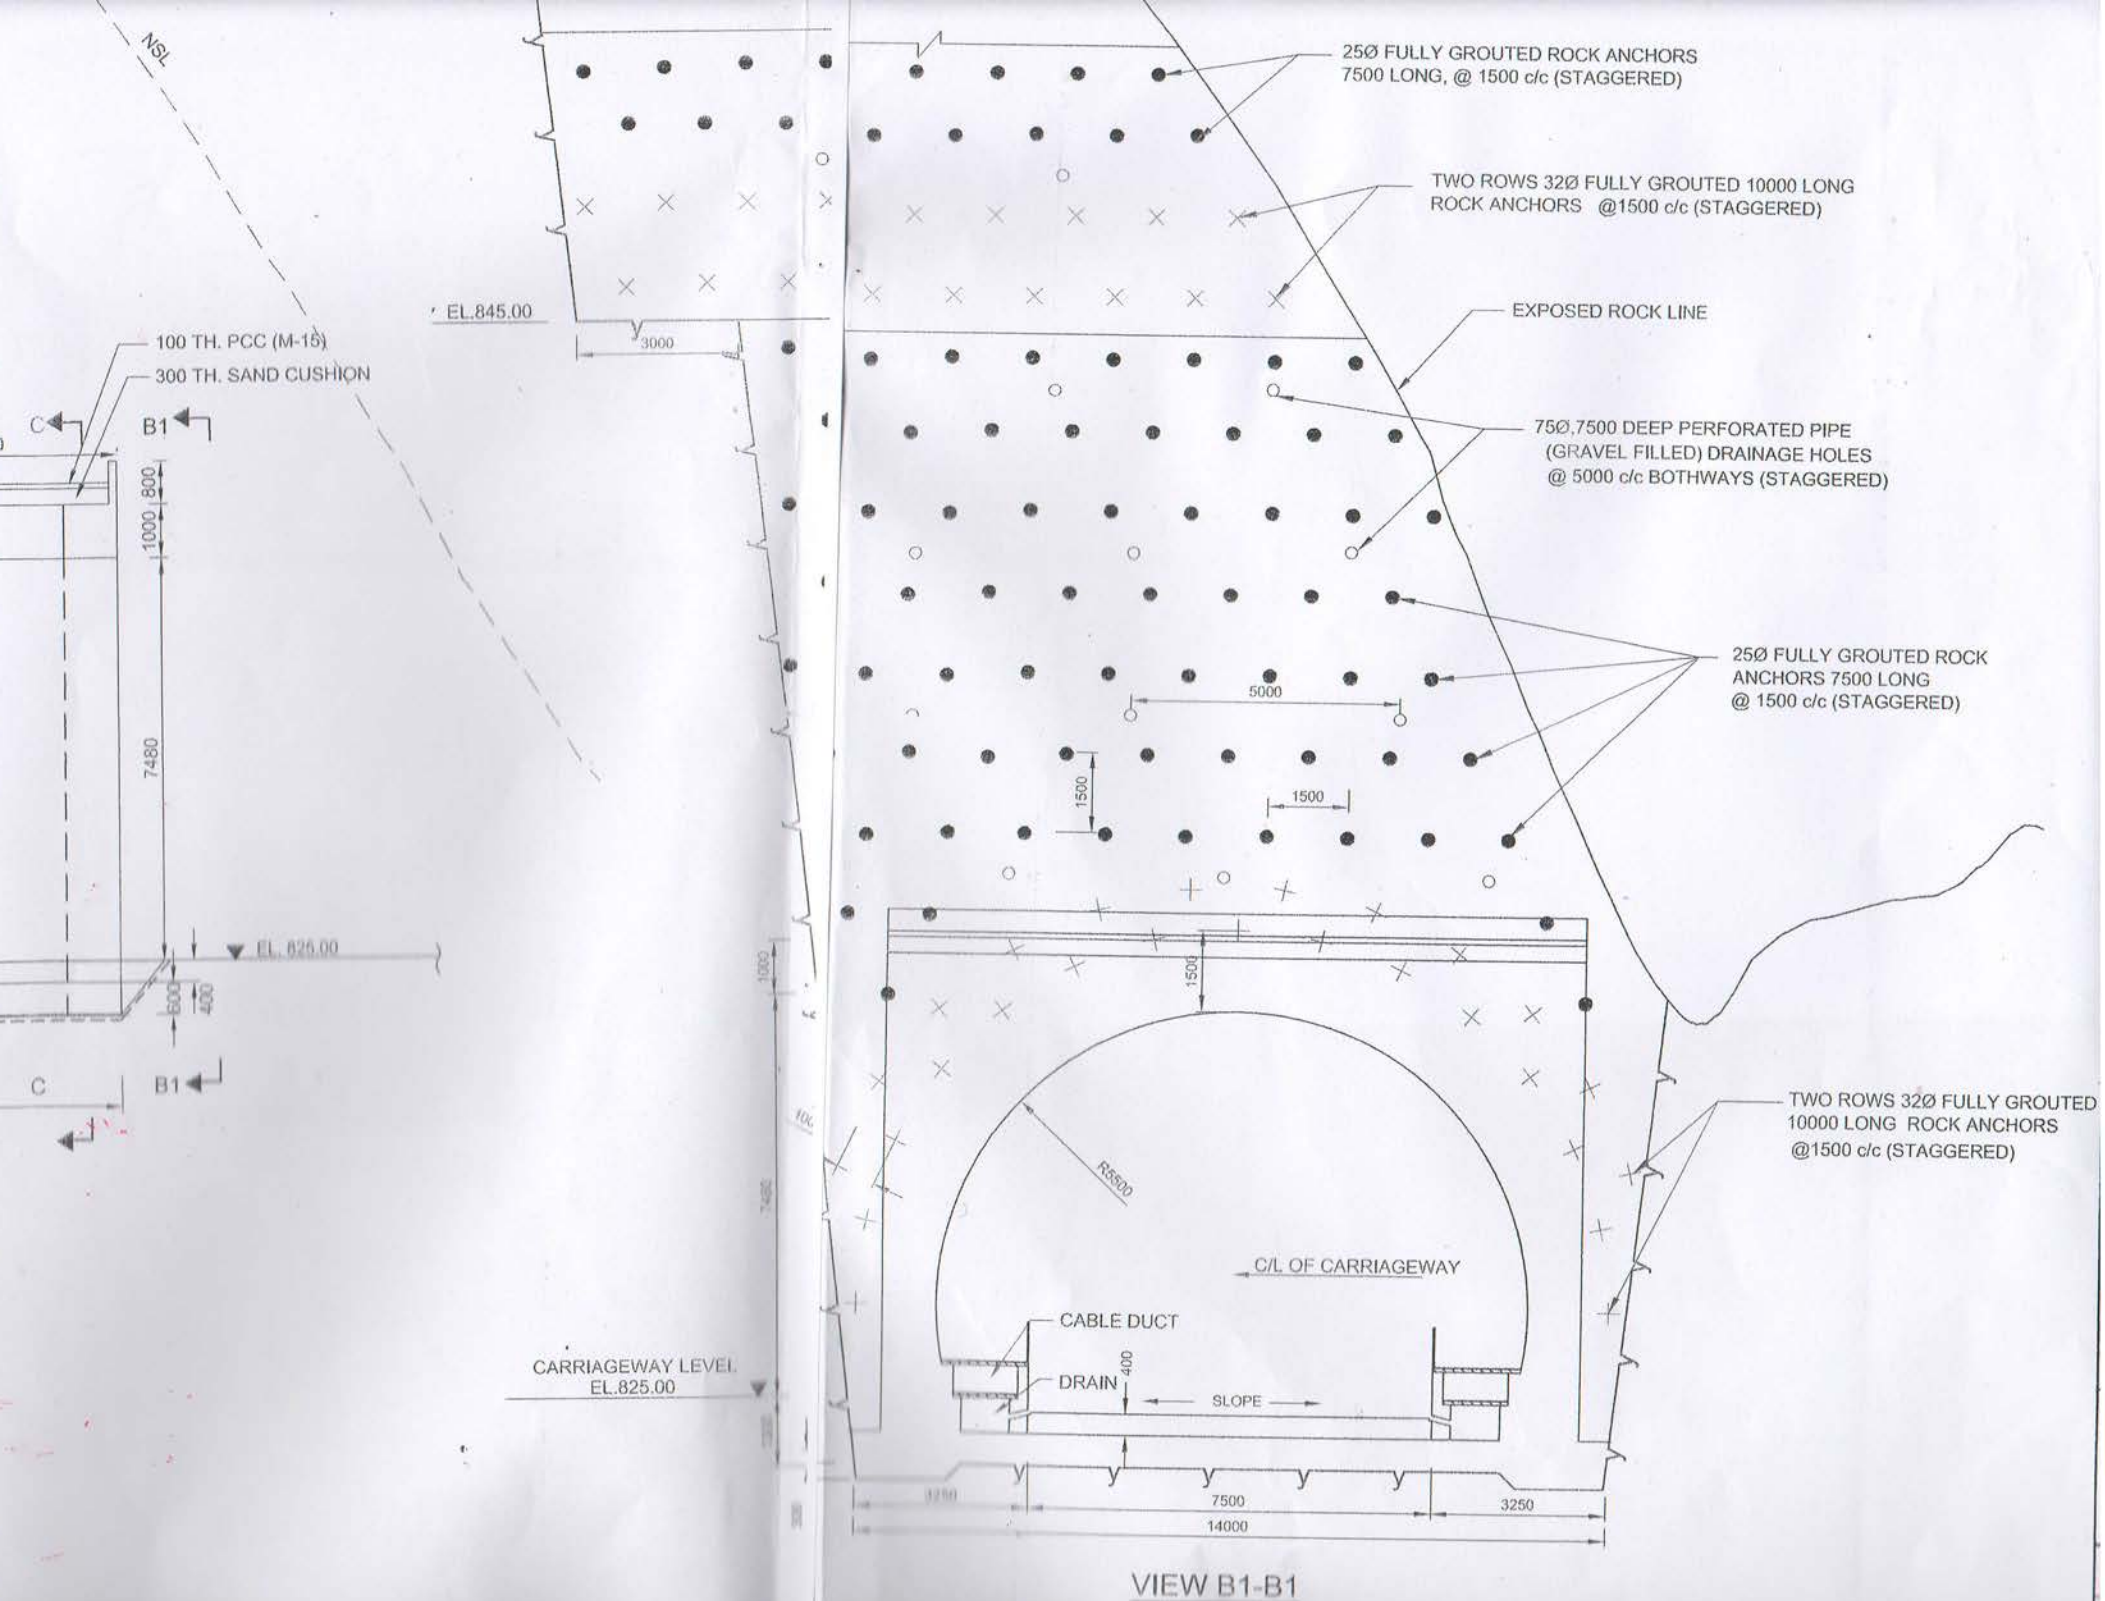 NSL
100 TH. PCC (M-15)
300 TH. SAND CUSHION
C
B1
800
1000
7480
EL. 825.00
600
400
C
B1
EL.845.00
3000
25Ø FULLY GROUTED ROCK ANCHORS
7500 LONG, @ 1500 c/c (STAGGERED)
TWO ROWS 32Ø FULLY GROUTED 10000 LONG
ROCK ANCHORS @1500 c/c (STAGGERED)
EXPOSED ROCK LINE
75Ø,7500 DEEP PERFORATED PIPE
(GRAVEL FILLED) DRAINAGE HOLES
@ 5000 c/c BOTHWAYS (STAGGERED)
25Ø FULLY GROUTED ROCK
ANCHORS 7500 LONG
@ 1500 c/c (STAGGERED)
5000
1500
1500
1000
1500
7480
R5500
TWO ROWS 32Ø FULLY GROUTED
10000 LONG ROCK ANCHORS
@1500 c/c (STAGGERED)
C/L OF CARRIAGEWAY
CABLE DUCT
DRAIN
400
SLOPE
CARRIAGEWAY LEVEL
EL.825.00
3250
7500
3250
14000
VIEW B1-B1